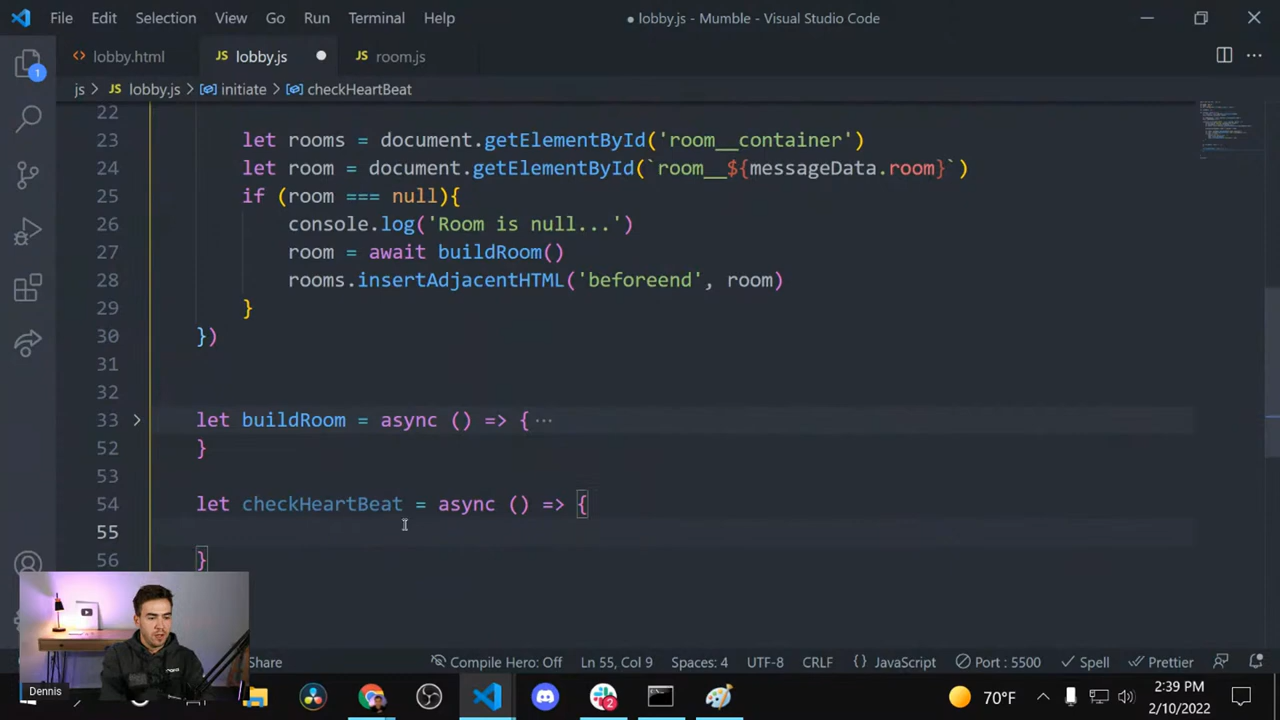 File Edit Selection View Go Run Terminal Help ● lobby.js - Mumble - Visual Studio Code
lobby.html JS lobby.js ● JS room.js
js > JS lobby.js > initiate > checkHeartBeat
1
22
23 let rooms = document.getElementById('room__container')
24 let room = document.getElementById(`room__${messageData.room}`)
25 if (room === null){
26 console.log('Room is null...')
27 room = await buildRoom()
28 rooms.insertAdjacentHTML('beforeend', room)
29 }
30 })
31
32
33 let buildRoom = async () => { ...
52 }
53
54 let checkHeartBeat = async () => {
55
56 }
Share Compile Hero: Off Ln 55, Col 9 Spaces: 4 UTF-8 CRLF {} JavaScript Port : 5500 Spell Prettier
Dennis
2
70°F
2:39 PM
2/10/2022